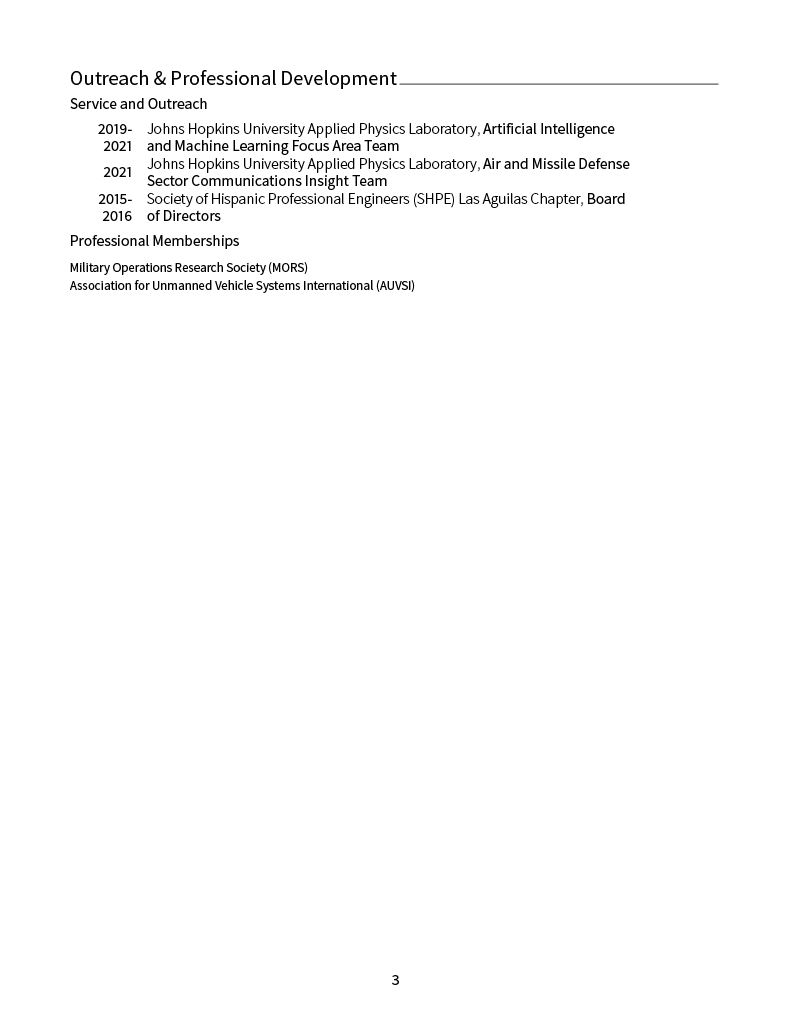 Outreach & Professional Development
Service and Outreach
2019- Johns Hopkins University Applied Physics Laboratory, Artificial Intelligence
2021 and Machine Learning Focus Area Team
2021 Johns Hopkins University Applied Physics Laboratory, Air and Missile Defense
Sector Communications Insight Team
2015- Society of Hispanic Professional Engineers (SHPE) Las Aguilas Chapter, Board
2016 of Directors
Professional Memberships
Military Operations Research Society (MORS)
Association for Unmanned Vehicle Systems International (AUVSI)
3